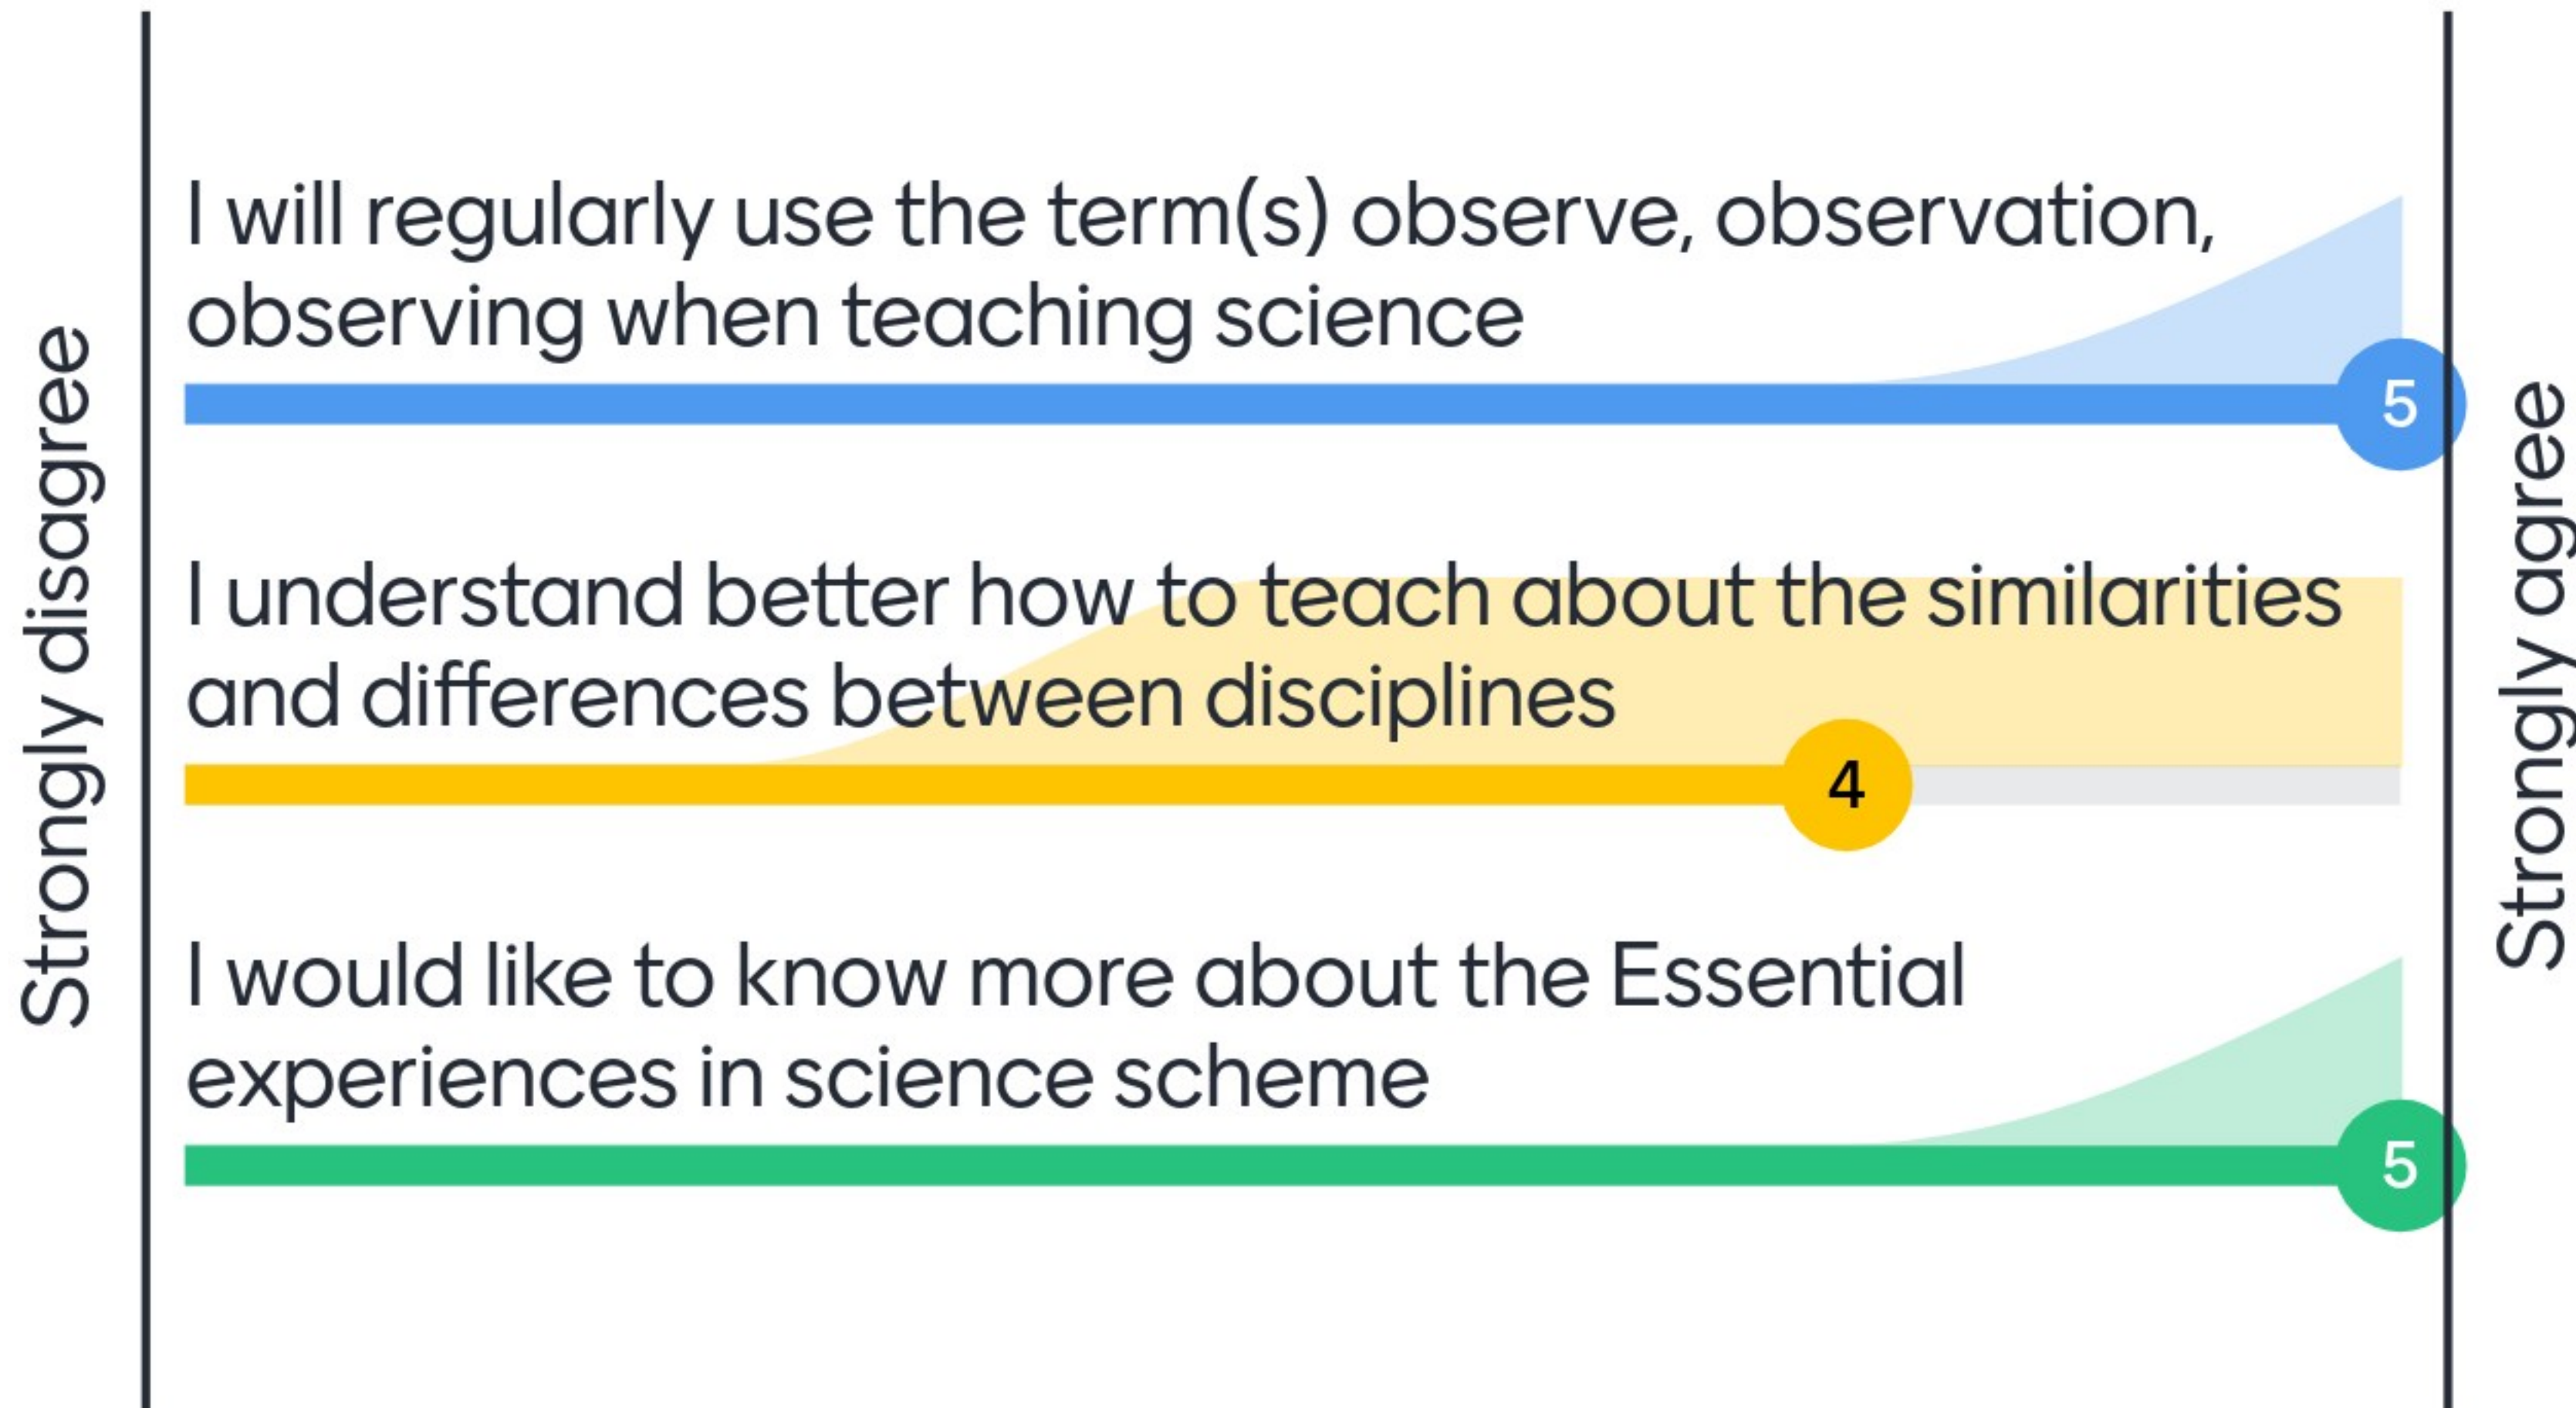 Strongly disagree
I will regularly use the term(s) observe, observation,
observing when teaching science
5
I understand better how to teach about the similarities
and differences between disciplines
4
I would like to know more about the Essential
experiences in science scheme
5
Strongly agree